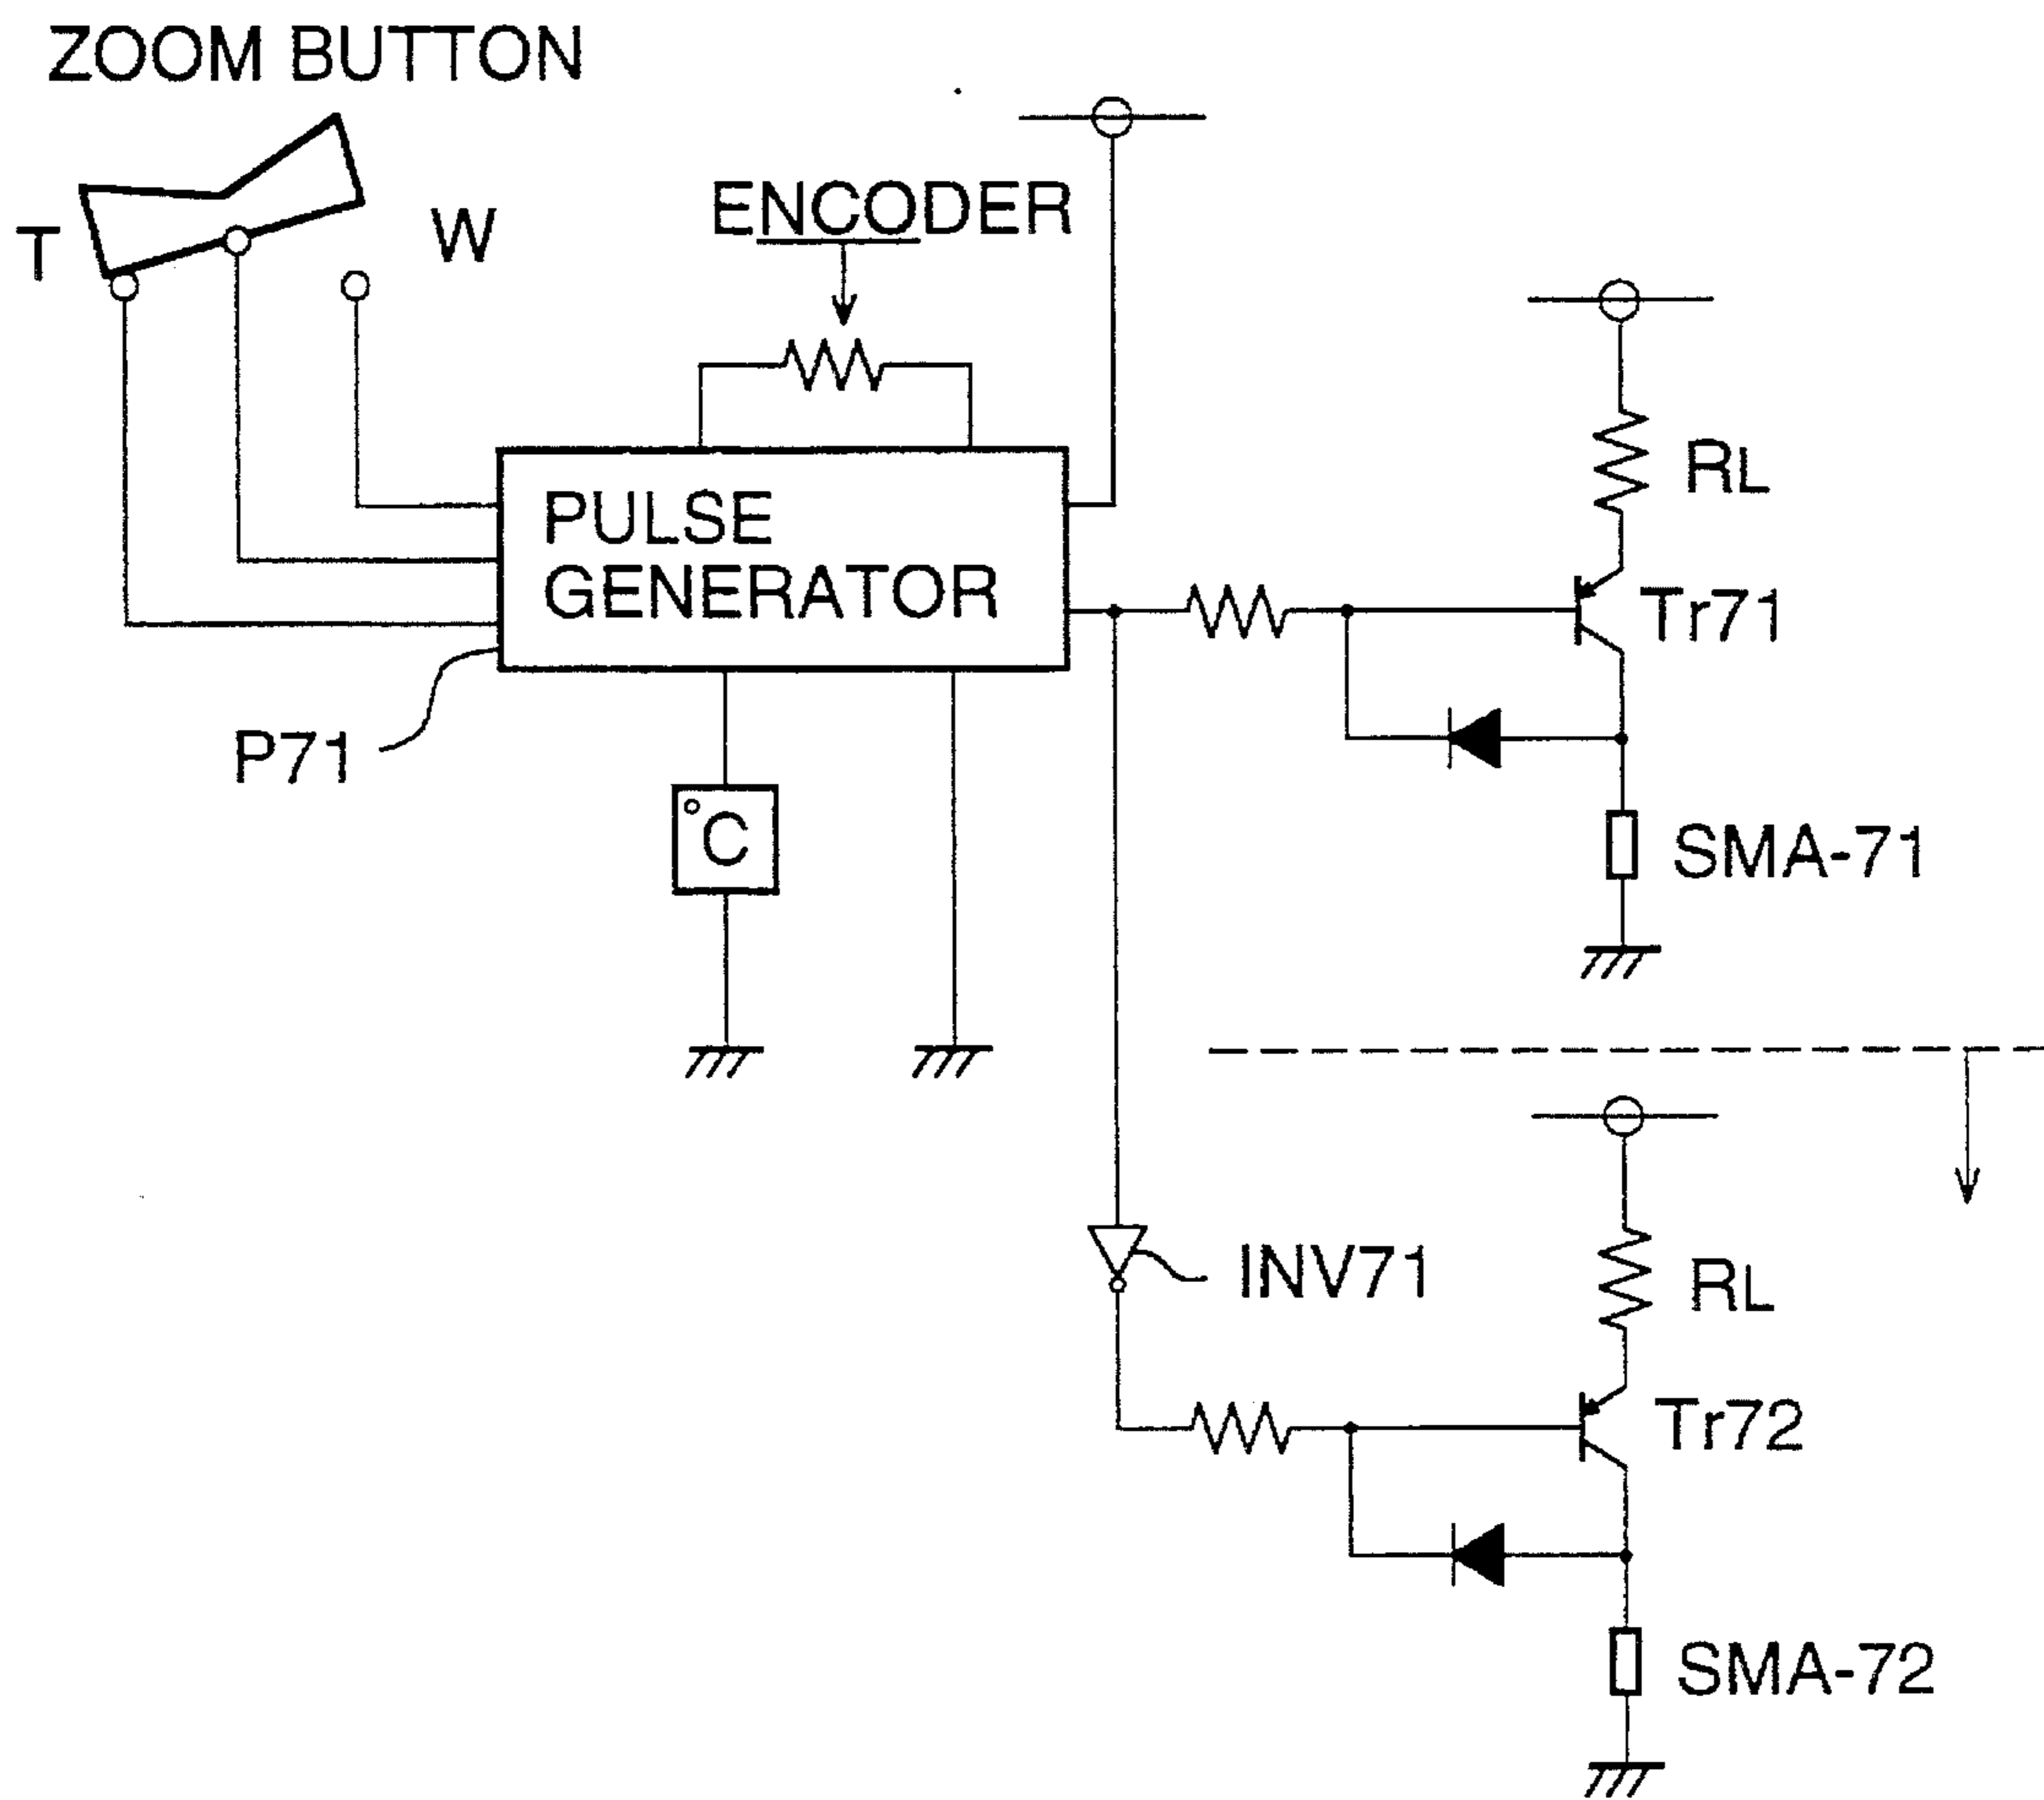 ZOOM BUTTON
T
W
ENCODER
RL
PULSE
GENERATOR
Tr71
P71
°C
SMA-71
INV71
RL
Tr72
SMA-72